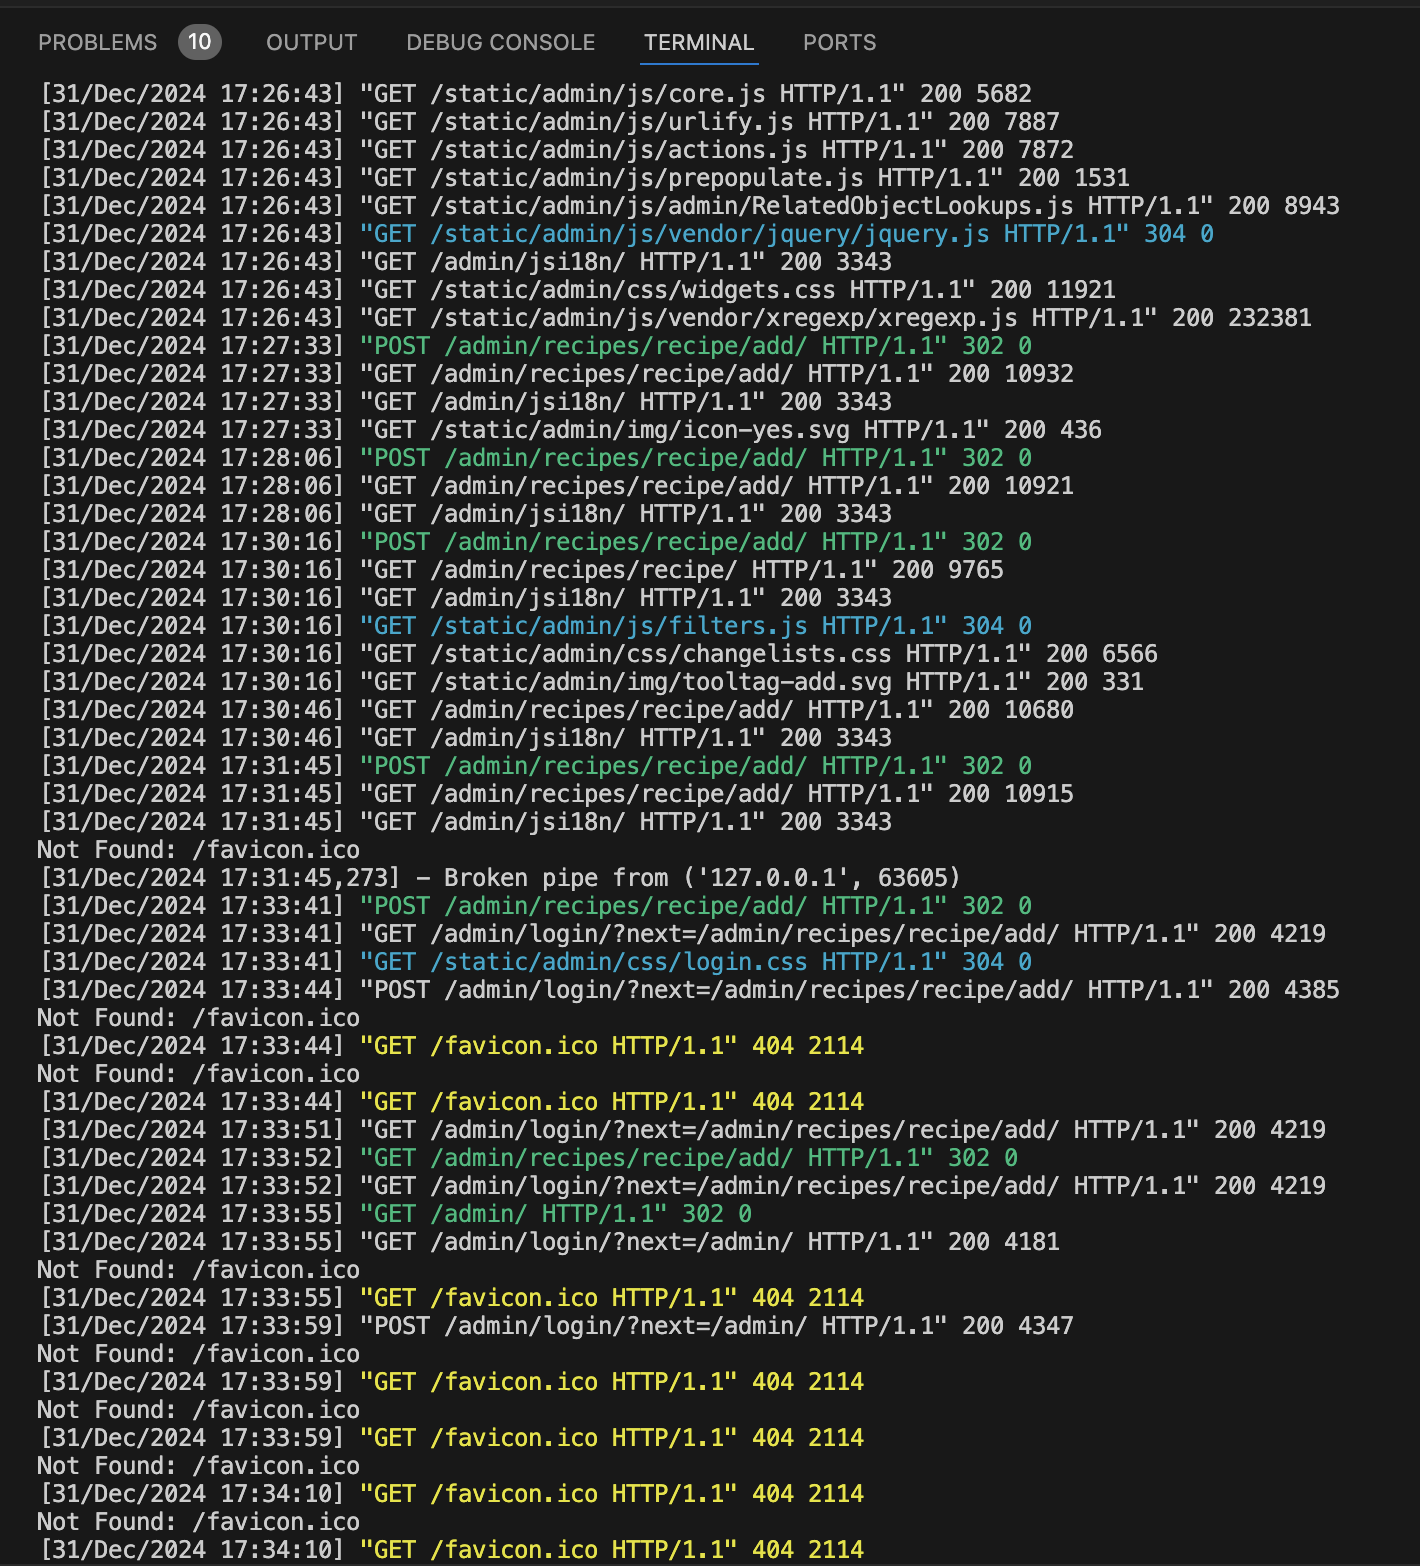 PROBLEMS 10 OUTPUT DEBUG CONSOLE TERMINAL PORTS
[31/Dec/2024 17:26:43] "GET /static/admin/js/core.js HTTP/1.1" 200 5682
[31/Dec/2024 17:26:43] "GET /static/admin/js/urlify.js HTTP/1.1" 200 7887
[31/Dec/2024 17:26:43] "GET /static/admin/js/actions.js HTTP/1.1" 200 7872
[31/Dec/2024 17:26:43] "GET /static/admin/js/prepopulate.js HTTP/1.1" 200 1531
[31/Dec/2024 17:26:43] "GET /static/admin/js/admin/RelatedObjectLookups.js HTTP/1.1" 200 8943
[31/Dec/2024 17:26:43] "GET /static/admin/js/vendor/jquery/jquery.js HTTP/1.1" 304 0
[31/Dec/2024 17:26:43] "GET /admin/jsi18n/ HTTP/1.1" 200 3343
[31/Dec/2024 17:26:43] "GET /static/admin/css/widgets.css HTTP/1.1" 200 11921
[31/Dec/2024 17:26:43] "GET /static/admin/js/vendor/xregexp/xregexp.js HTTP/1.1" 200 232381
[31/Dec/2024 17:27:33] "POST /admin/recipes/recipe/add/ HTTP/1.1" 302 0
[31/Dec/2024 17:27:33] "GET /admin/recipes/recipe/add/ HTTP/1.1" 200 10932
[31/Dec/2024 17:27:33] "GET /admin/jsi18n/ HTTP/1.1" 200 3343
[31/Dec/2024 17:27:33] "GET /static/admin/img/icon-yes.svg HTTP/1.1" 200 436
[31/Dec/2024 17:28:06] "POST /admin/recipes/recipe/add/ HTTP/1.1" 302 0
[31/Dec/2024 17:28:06] "GET /admin/recipes/recipe/add/ HTTP/1.1" 200 10921
[31/Dec/2024 17:28:06] "GET /admin/jsi18n/ HTTP/1.1" 200 3343
[31/Dec/2024 17:30:16] "POST /admin/recipes/recipe/add/ HTTP/1.1" 302 0
[31/Dec/2024 17:30:16] "GET /admin/recipes/recipe/ HTTP/1.1" 200 9765
[31/Dec/2024 17:30:16] "GET /admin/jsi18n/ HTTP/1.1" 200 3343
[31/Dec/2024 17:30:16] "GET /static/admin/js/filters.js HTTP/1.1" 304 0
[31/Dec/2024 17:30:16] "GET /static/admin/css/changelists.css HTTP/1.1" 200 6566
[31/Dec/2024 17:30:16] "GET /static/admin/img/tooltag-add.svg HTTP/1.1" 200 331
[31/Dec/2024 17:30:46] "GET /admin/recipes/recipe/add/ HTTP/1.1" 200 10680
[31/Dec/2024 17:30:46] "GET /admin/jsi18n/ HTTP/1.1" 200 3343
[31/Dec/2024 17:31:45] "POST /admin/recipes/recipe/add/ HTTP/1.1" 302 0
[31/Dec/2024 17:31:45] "GET /admin/recipes/recipe/add/ HTTP/1.1" 200 10915
[31/Dec/2024 17:31:45] "GET /admin/jsi18n/ HTTP/1.1" 200 3343
Not Found: /favicon.ico
[31/Dec/2024 17:31:45,273] - Broken pipe from ('127.0.0.1', 63605)
[31/Dec/2024 17:33:41] "POST /admin/recipes/recipe/add/ HTTP/1.1" 302 0
[31/Dec/2024 17:33:41] "GET /admin/login/?next=/admin/recipes/recipe/add/ HTTP/1.1" 200 4219
[31/Dec/2024 17:33:41] "GET /static/admin/css/login.css HTTP/1.1" 304 0
[31/Dec/2024 17:33:44] "POST /admin/login/?next=/admin/recipes/recipe/add/ HTTP/1.1" 200 4385
Not Found: /favicon.ico
[31/Dec/2024 17:33:44] "GET /favicon.ico HTTP/1.1" 404 2114
Not Found: /favicon.ico
[31/Dec/2024 17:33:44] "GET /favicon.ico HTTP/1.1" 404 2114
[31/Dec/2024 17:33:51] "GET /admin/login/?next=/admin/recipes/recipe/add/ HTTP/1.1" 200 4219
[31/Dec/2024 17:33:52] "GET /admin/recipes/recipe/add/ HTTP/1.1" 302 0
[31/Dec/2024 17:33:52] "GET /admin/login/?next=/admin/recipes/recipe/add/ HTTP/1.1" 200 4219
[31/Dec/2024 17:33:55] "GET /admin/ HTTP/1.1" 302 0
[31/Dec/2024 17:33:55] "GET /admin/login/?next=/admin/ HTTP/1.1" 200 4181
Not Found: /favicon.ico
[31/Dec/2024 17:33:55] "GET /favicon.ico HTTP/1.1" 404 2114
[31/Dec/2024 17:33:59] "POST /admin/login/?next=/admin/ HTTP/1.1" 200 4347
Not Found: /favicon.ico
[31/Dec/2024 17:33:59] "GET /favicon.ico HTTP/1.1" 404 2114
Not Found: /favicon.ico
[31/Dec/2024 17:33:59] "GET /favicon.ico HTTP/1.1" 404 2114
Not Found: /favicon.ico
[31/Dec/2024 17:34:10] "GET /favicon.ico HTTP/1.1" 404 2114
Not Found: /favicon.ico
[31/Dec/2024 17:34:10] "GET /favicon.ico HTTP/1.1" 404 2114